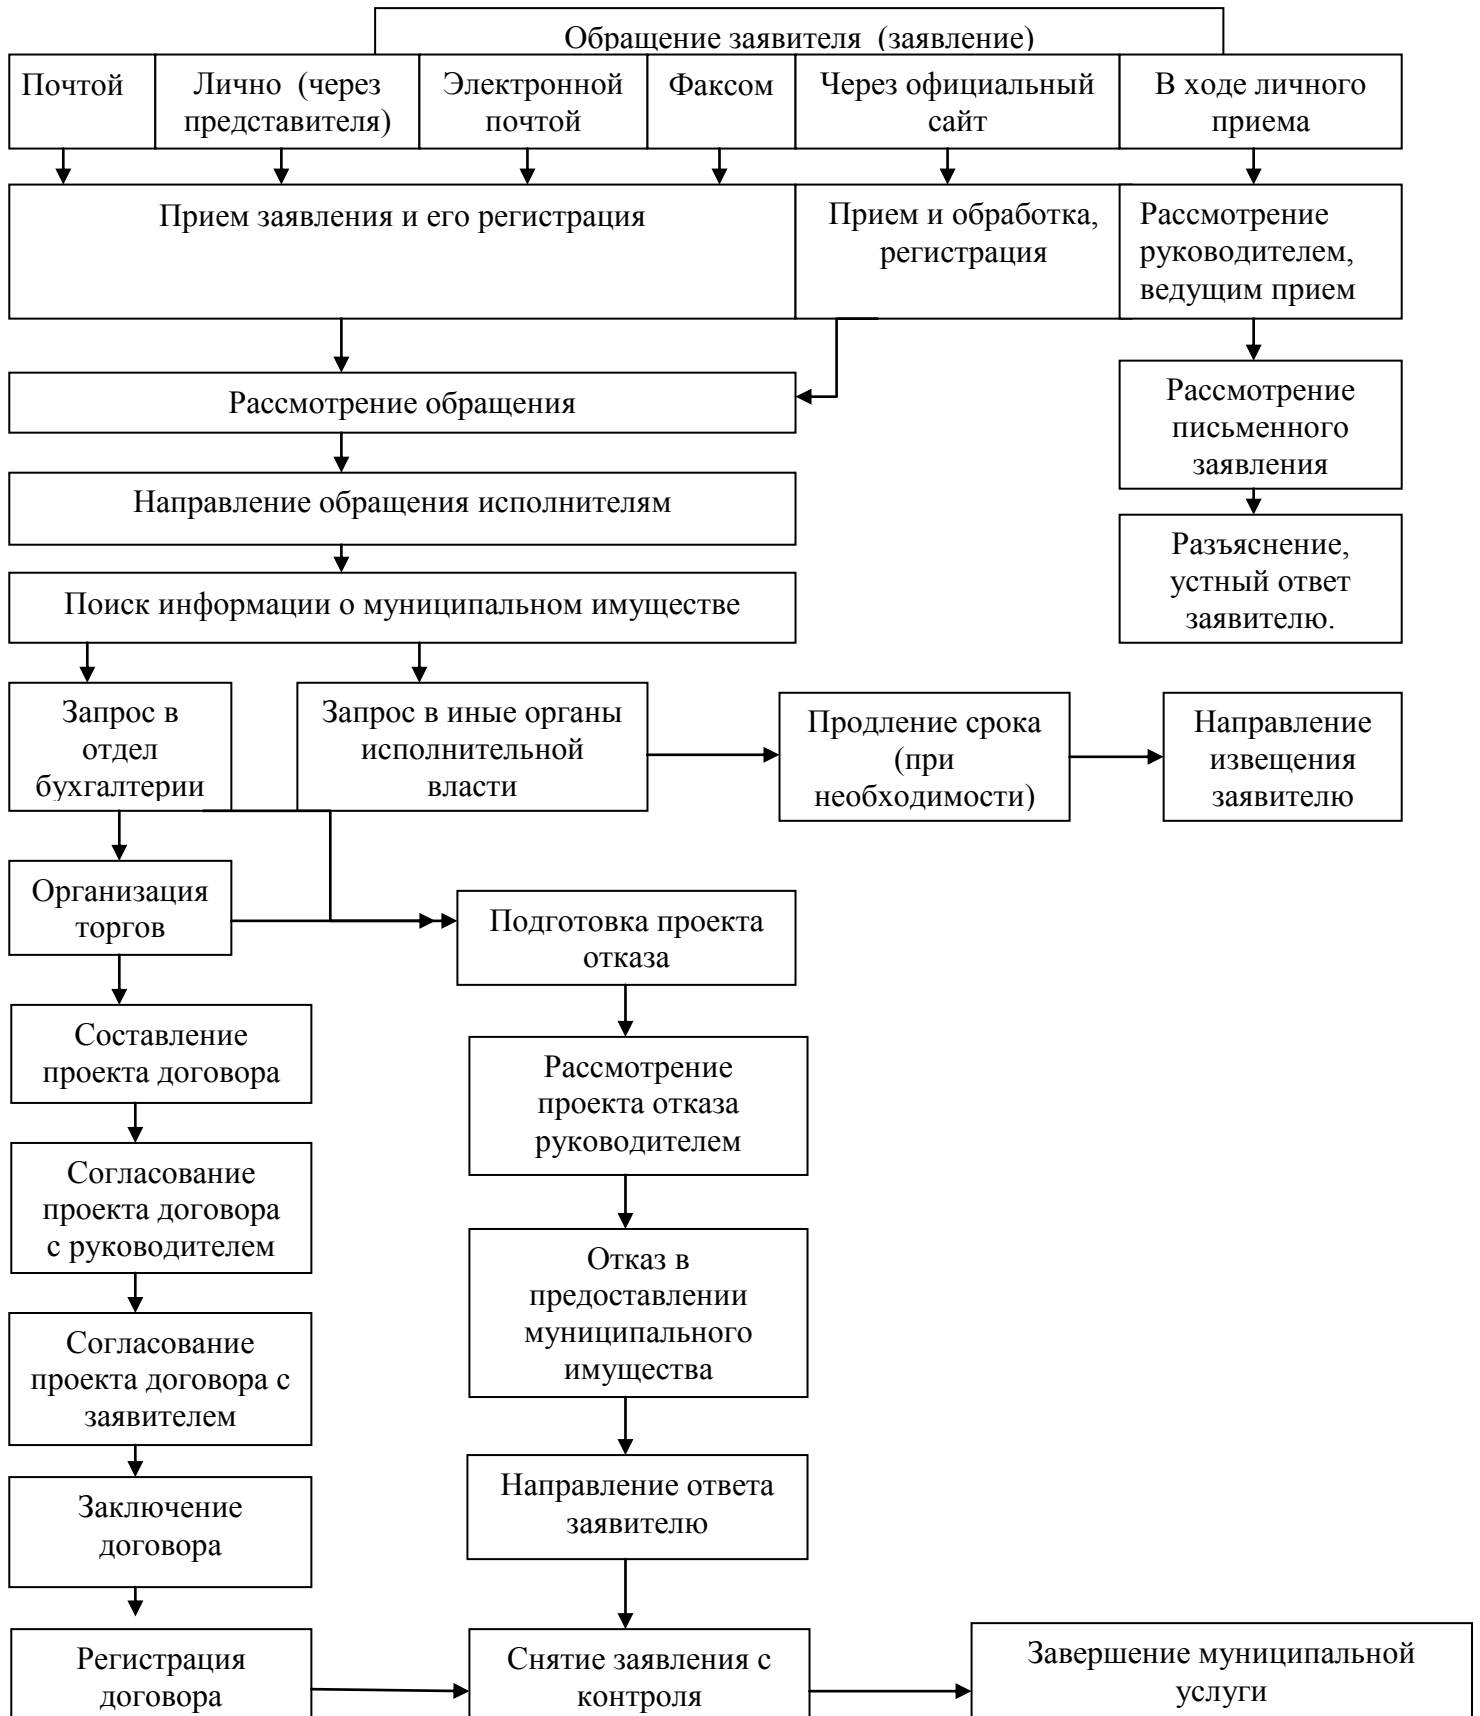 Обращение заявителя (заявление)
Почтой
Лично (через
представителя)
Электронной
почтой
Факсом
Через официальный
сайт
В ходе личного
приема
Прием заявления и его регистрация
Прием и обработка,
регистрация
Рассмотрение
руководителем,
ведущим прием
Рассмотрение обращения
Рассмотрение
письменного
заявления
Направление обращения исполнителям
Разъяснение,
устный ответ
заявителю.
Поиск информации о муниципальном имуществе
Запрос в
отдел
бухгалтерии
Запрос в иные органы
исполнительной
власти
Продление срока
(при
необходимости)
Направление
извещения
заявителю
Организация
торгов
Подготовка проекта
отказа
Составление
проекта договора
Рассмотрение
проекта отказа
руководителем
Согласование
проекта договора
с руководителем
Отказ в
предоставлении
муниципального
имущества
Согласование
проекта договора с
заявителем
Направление ответа
заявителю
Заключение
договора
Регистрация
договора
Снятие заявления с
контроля
Завершение муниципальной
услуги